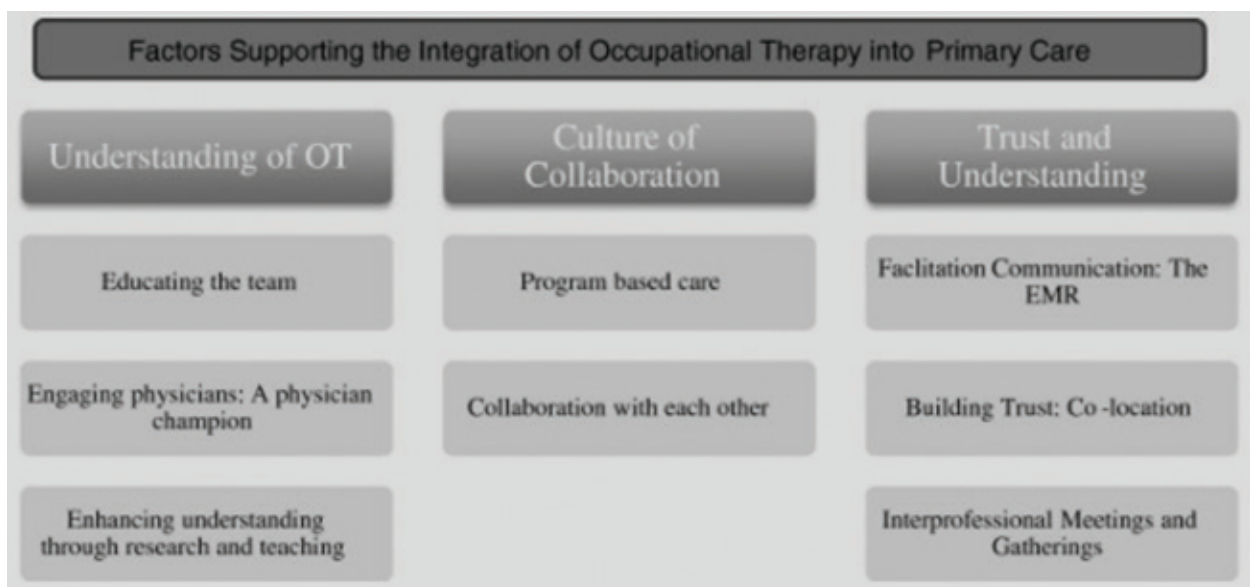 Factors Supporting the Integration of Occupational Therapy into Primary Care
Understanding of OT
Educating the team
Engaging physicians: A physician
champion
Enhancing understanding
through research and teaching
Culture of
Collaboration
Program based care
Collaboration with each other
Trust and
Understanding
Faclitation Communication: The
EMR
Building Trust: Co -location
Interprofessional Meetings and
Gatherings